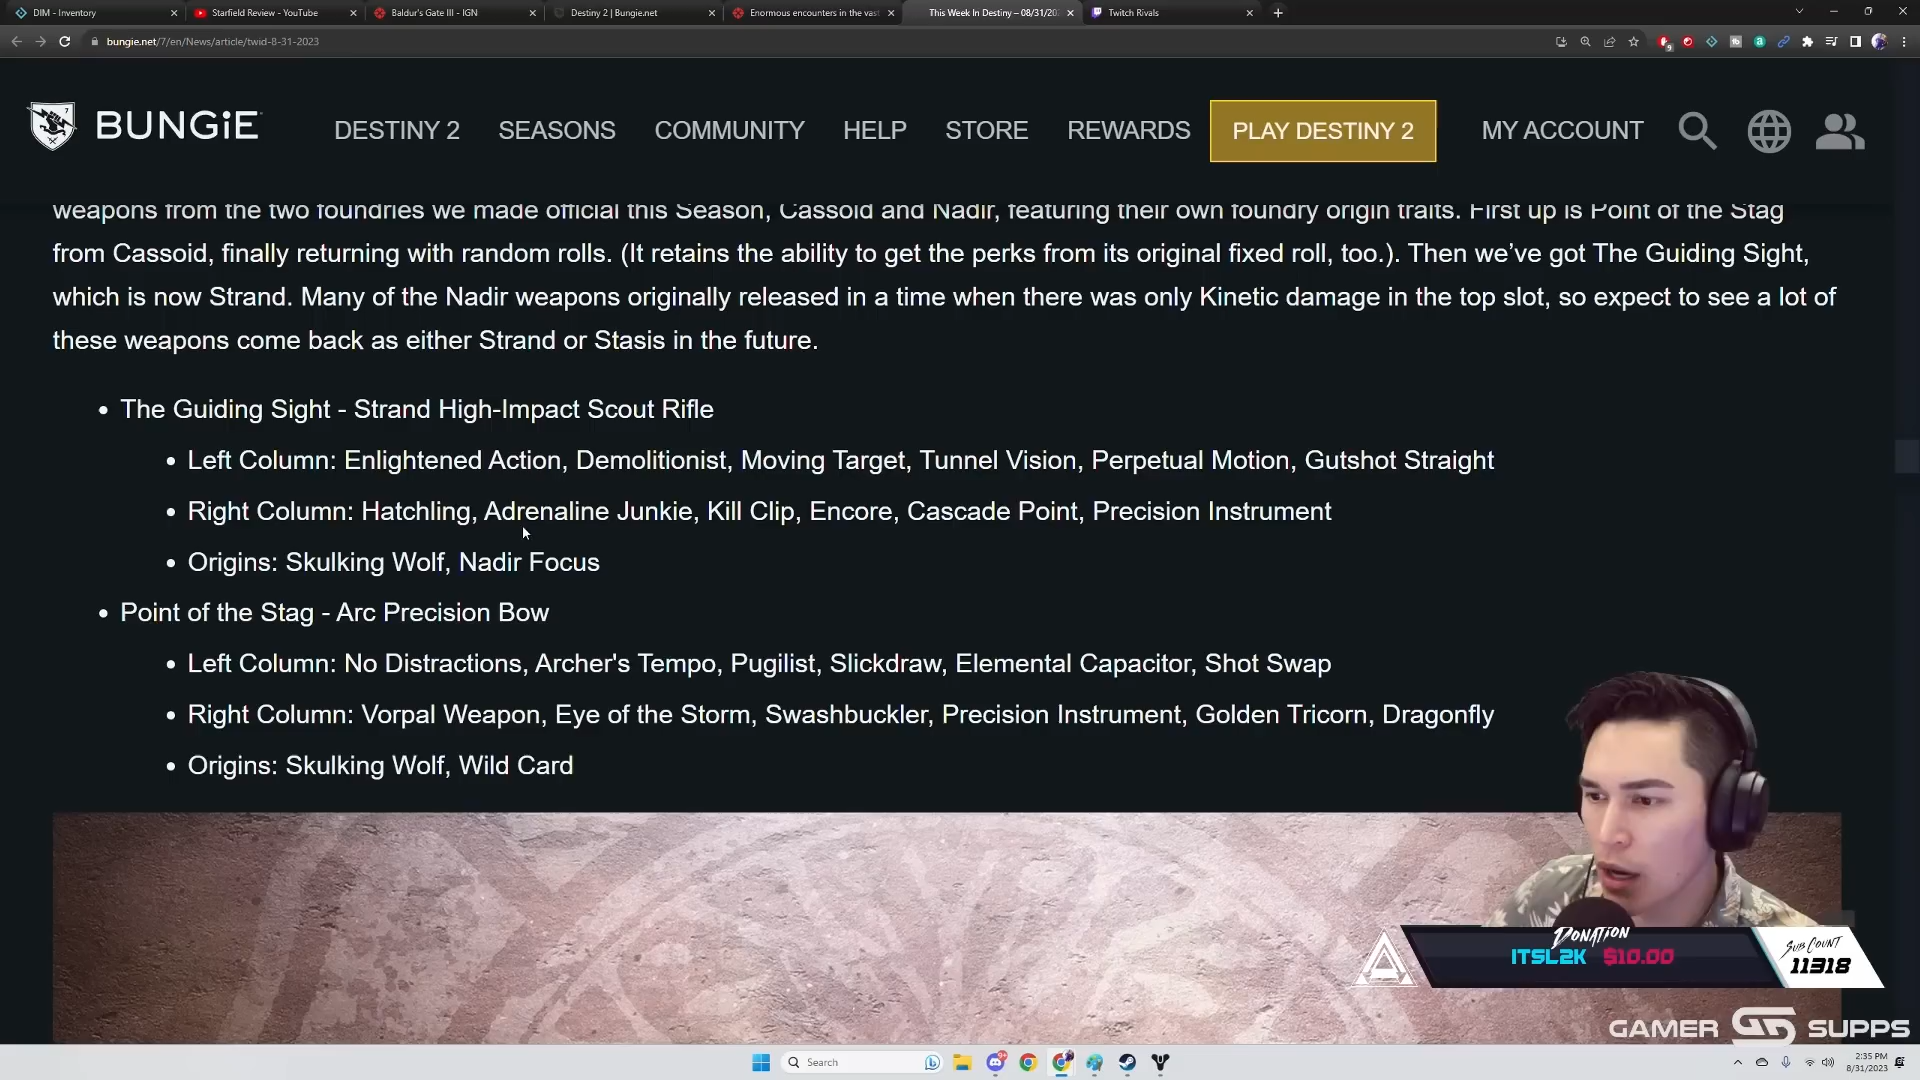 DIM - Inventory
Starfield Review - YouTube
Baldur's Gate III - IGN
Destiny 2 | Bungie.net
Enormous encounters in the vast
This Week In Destiny – 08/31/202
Twitch Rivals
bungie.net/7/en/News/article/twid-8-31-2023
BUNGiE
DESTINY 2
SEASONS
COMMUNITY
HELP
STORE
REWARDS
PLAY DESTINY 2
MY ACCOUNT
weapons from the two foundries we made official this Season, Cassoid and Nadir, featuring their own foundry origin traits. First up is Point of the Stag
from Cassoid, finally returning with random rolls. (It retains the ability to get the perks from its original fixed roll, too.). Then we’ve got The Guiding Sight,
which is now Strand. Many of the Nadir weapons originally released in a time when there was only Kinetic damage in the top slot, so expect to see a lot of
these weapons come back as either Strand or Stasis in the future.
• The Guiding Sight - Strand High-Impact Scout Rifle
• Left Column: Enlightened Action, Demolitionist, Moving Target, Tunnel Vision, Perpetual Motion, Gutshot Straight
• Right Column: Hatchling, Adrenaline Junkie, Kill Clip, Encore, Cascade Point, Precision Instrument
• Origins: Skulking Wolf, Nadir Focus
• Point of the Stag - Arc Precision Bow
• Left Column: No Distractions, Archer's Tempo, Pugilist, Slickdraw, Elemental Capacitor, Shot Swap
• Right Column: Vorpal Weapon, Eye of the Storm, Swashbuckler, Precision Instrument, Golden Tricorn, Dragonfly
• Origins: Skulking Wolf, Wild Card
DONATION
ITSL2K $10.00
SUB COUNT
11318
GAMER SUPPS
Search
2:35 PM
8/31/2023